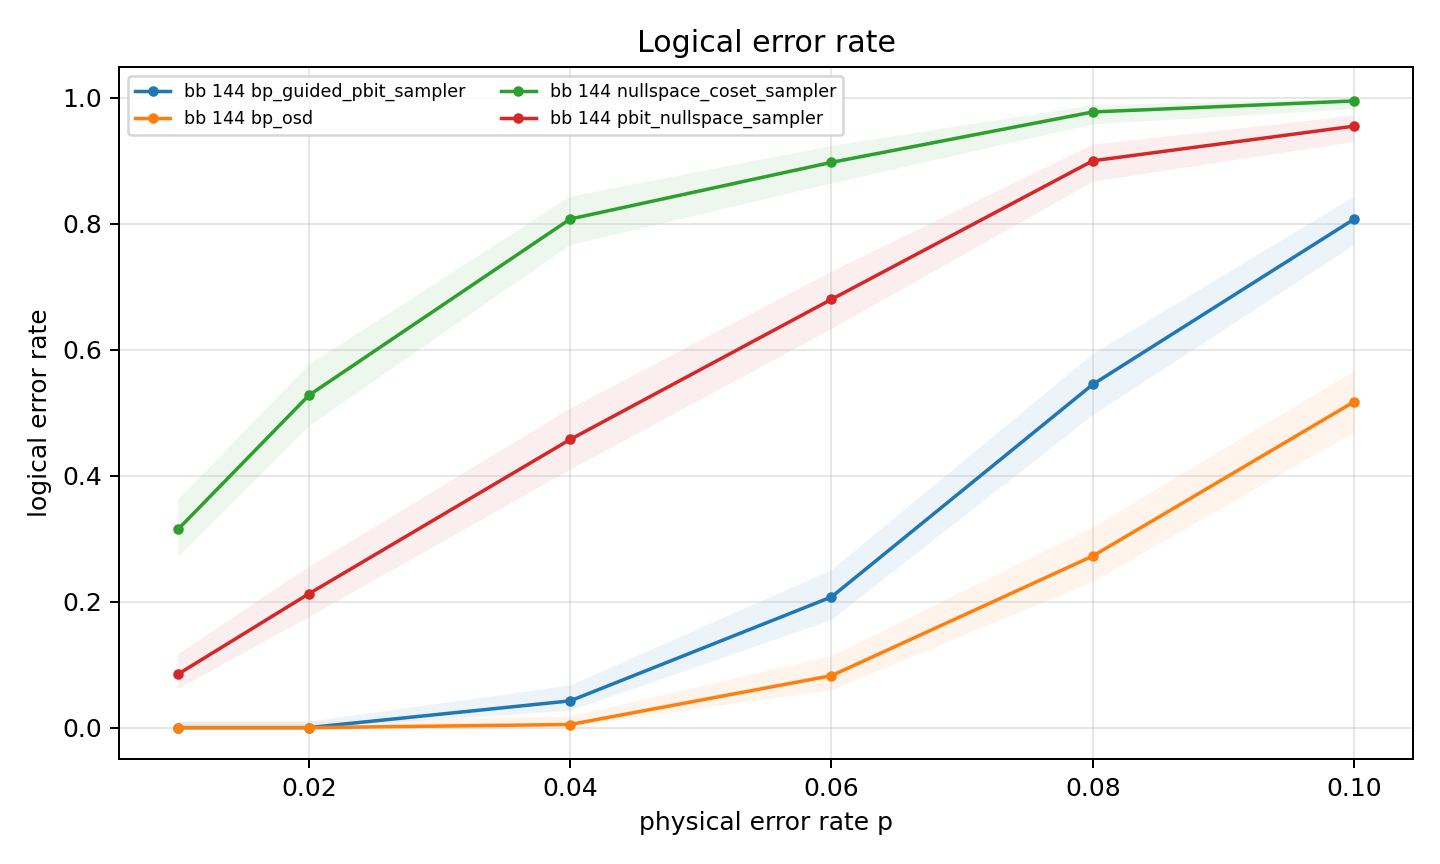 Logical error rate
bb 144 bp_guided_pbit_sampler
bb 144 bp_osd
bb 144 nullspace_coset_sampler
bb 144 pbit_nullspace_sampler
1.0
0.8
0.6
0.4
0.2
0.0
logical error rate
0.02 0.04 0.06 0.08 0.10
physical error rate p